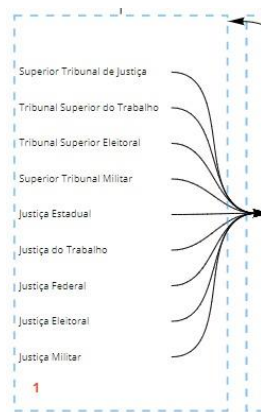 Superior Tribunal de Justiça
Tribunal Superior do Trabalho
Tribunal Superior Eleitoral
Superior Tribunal Militar
Justiça Estadual
Justiça do Trabalho
Justiça Federal
Justiça Eleitoral
Justiça Militar
1